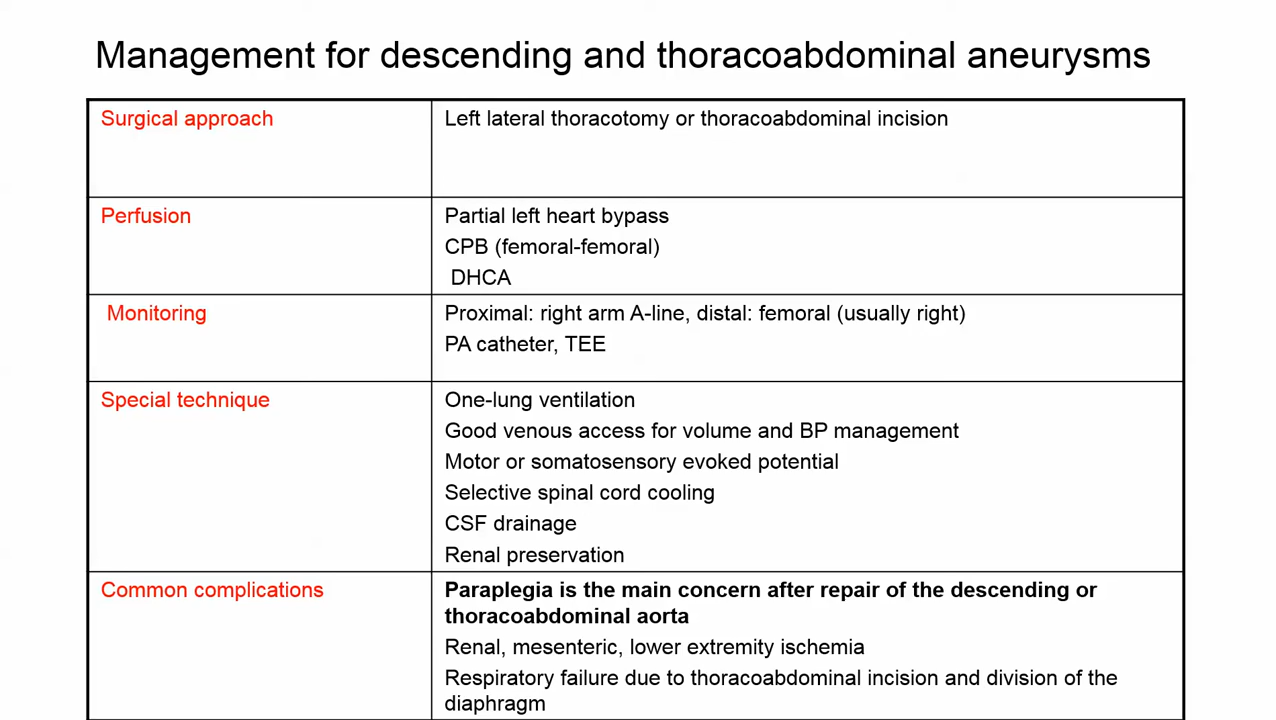 Management for descending and thoracoabdominal aneurysms
Surgical approach
Left lateral thoracotomy or thoracoabdominal incision
Perfusion
Partial left heart bypass
CPB (femoral-femoral)
DHCA
Monitoring
Proximal: right arm A-line, distal: femoral (usually right)
PA catheter, TEE
Special technique
One-lung ventilation
Good venous access for volume and BP management
Motor or somatosensory evoked potential
Selective spinal cord cooling
CSF drainage
Renal preservation
Common complications
Paraplegia is the main concern after repair of the descending or
thoracoabdominal aorta
Renal, mesenteric, lower extremity ischemia
Respiratory failure due to thoracoabdominal incision and division of the
diaphragm